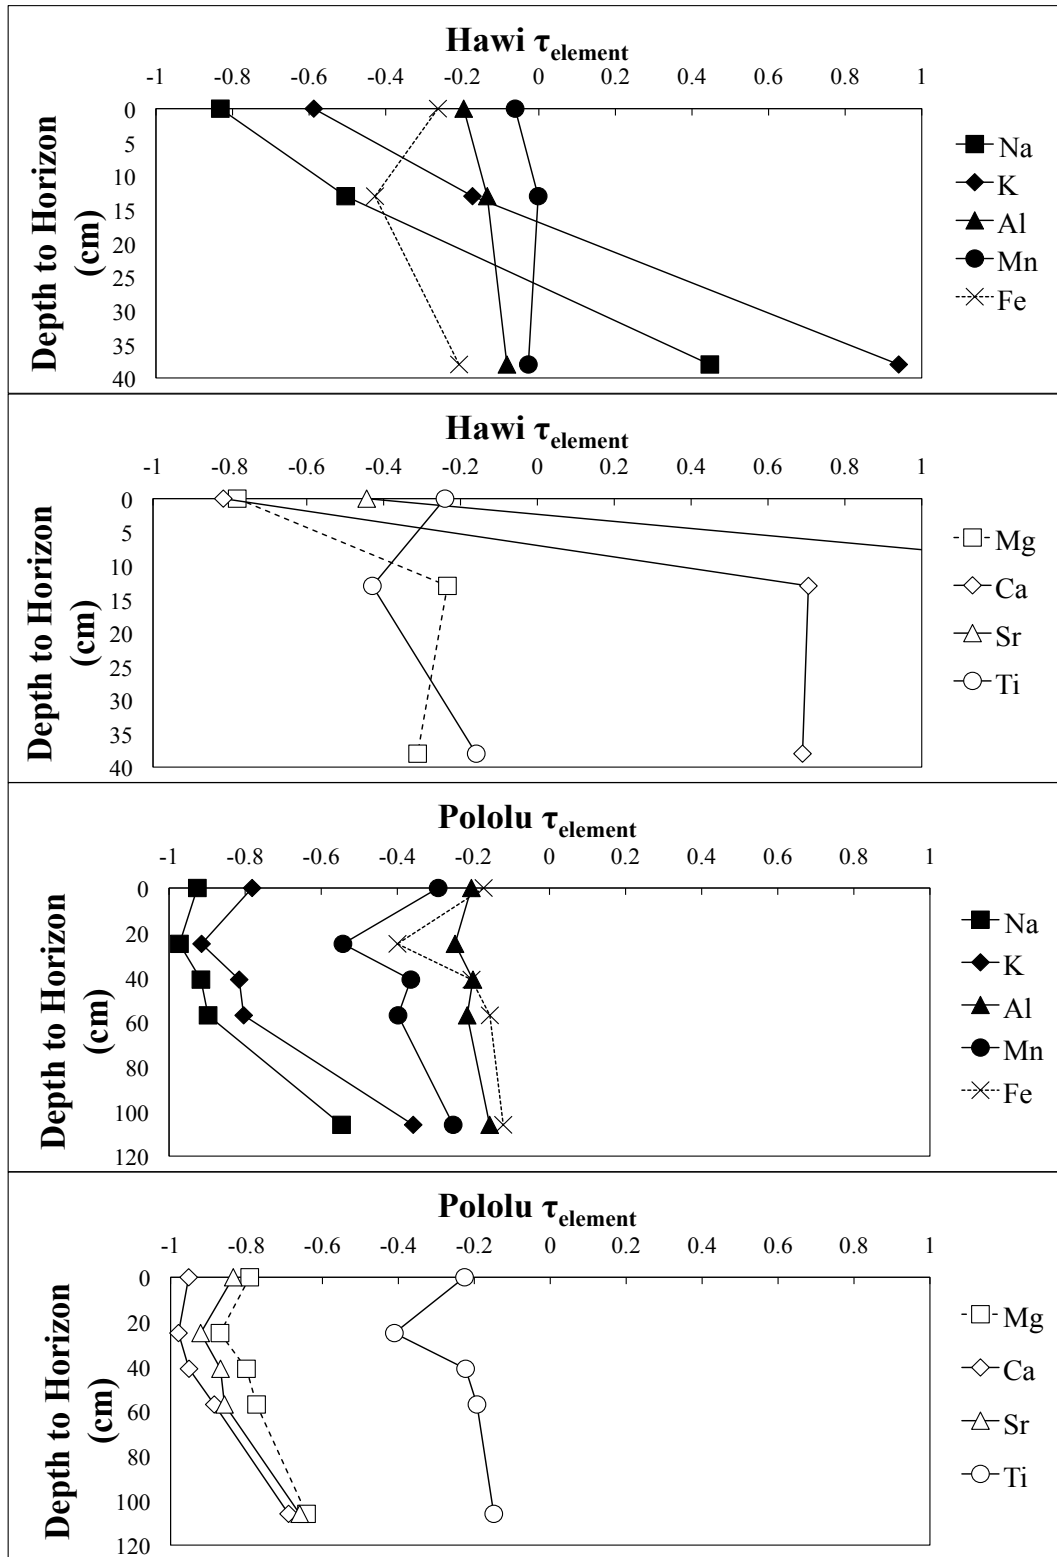 Hawi τelement
-1 -0.8 -0.6 -0.4 -0.2 0 0.2 0.4 0.6 0.8 1
0
5
10
15
20
25
30
35
40
Depth to Horizon
(cm)
Na
K
Al
Mn
Fe
Hawi τelement
-1 -0.8 -0.6 -0.4 -0.2 0 0.2 0.4 0.6 0.8 1
0
5
10
15
20
25
30
35
40
Depth to Horizon
(cm)
Mg
Ca
Sr
Ti
Pololu τelement
-1 -0.8 -0.6 -0.4 -0.2 0 0.2 0.4 0.6 0.8 1
0
20
40
60
80
100
120
Depth to Horizon
(cm)
Na
K
Al
Mn
Fe
Pololu τelement
-1 -0.8 -0.6 -0.4 -0.2 0 0.2 0.4 0.6 0.8 1
0
20
40
60
80
100
120
Depth to Horizon
(cm)
Mg
Ca
Sr
Ti